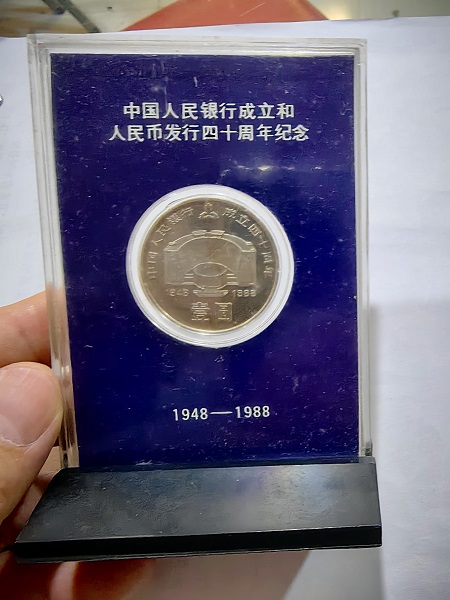 中国人民银行成立和
人民币发行四十周年纪念
中国人民银行成立四十周年
1948 1988
壹圆
1948—1988